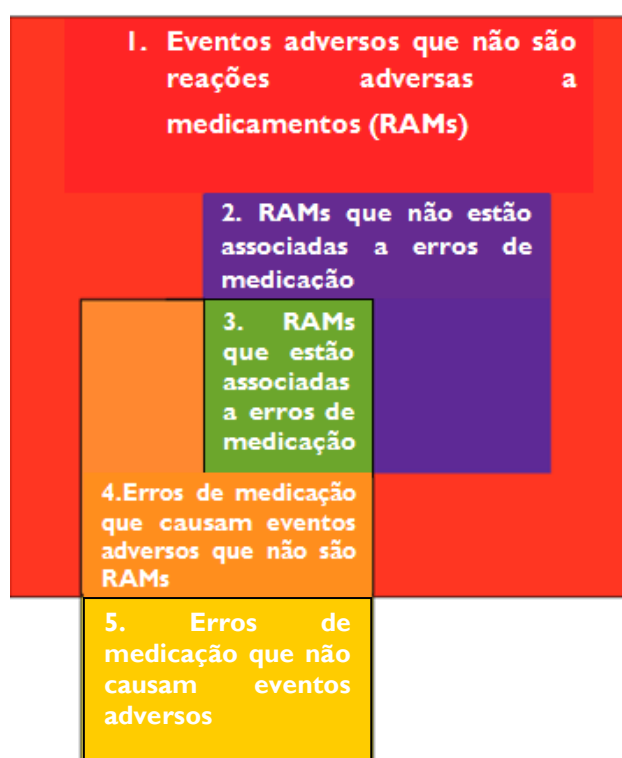 1. Eventos adversos que não são
reações adversas a
medicamentos (RAMs)
2. RAMs que não estão
associadas a erros de
medicação
3. RAMs
que estão
associadas
a erros de
medicação
4.Erros de medicação
que causam eventos
adversos que não são
RAMs
5. Erros de
medicação que não
causam eventos
adversos